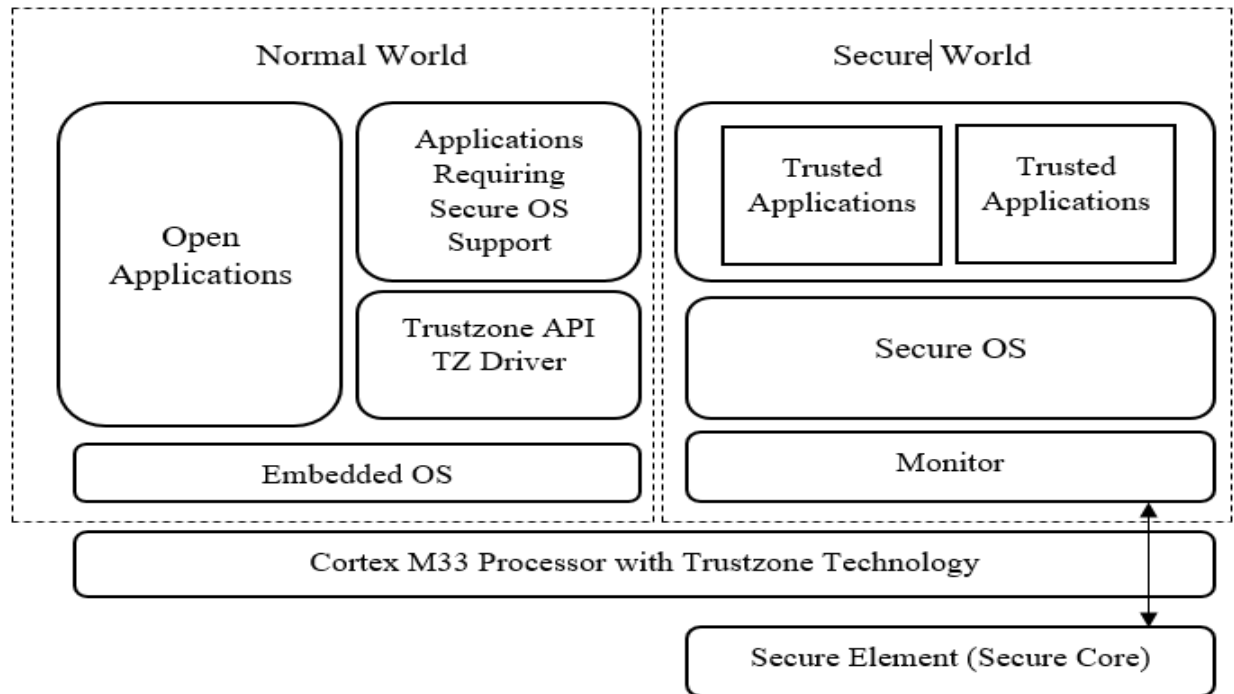 Normal World
Secure World
Open
Applications
Applications
Requiring
Secure OS
Support
Trustzone API
TZ Driver
Embedded OS
Trusted
Applications
Trusted
Applications
Secure OS
Monitor
Cortex M33 Processor with Trustzone Technology
Secure Element (Secure Core)